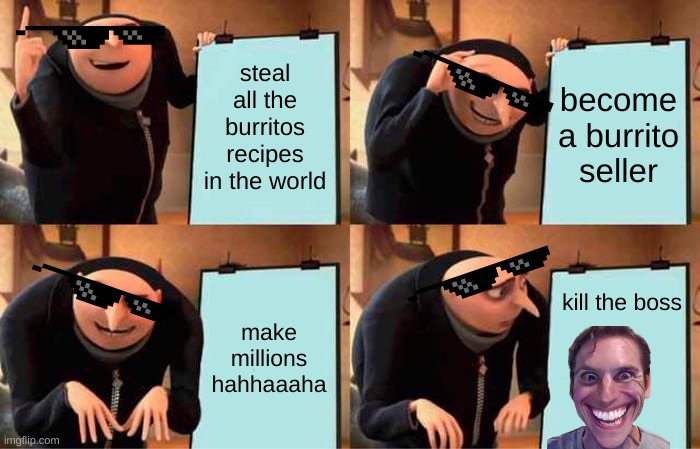 steal
all the
burritos
recipes
in the world
become
a burrito
seller
make
millions
hahhaaaha
kill the boss
imgflip.com